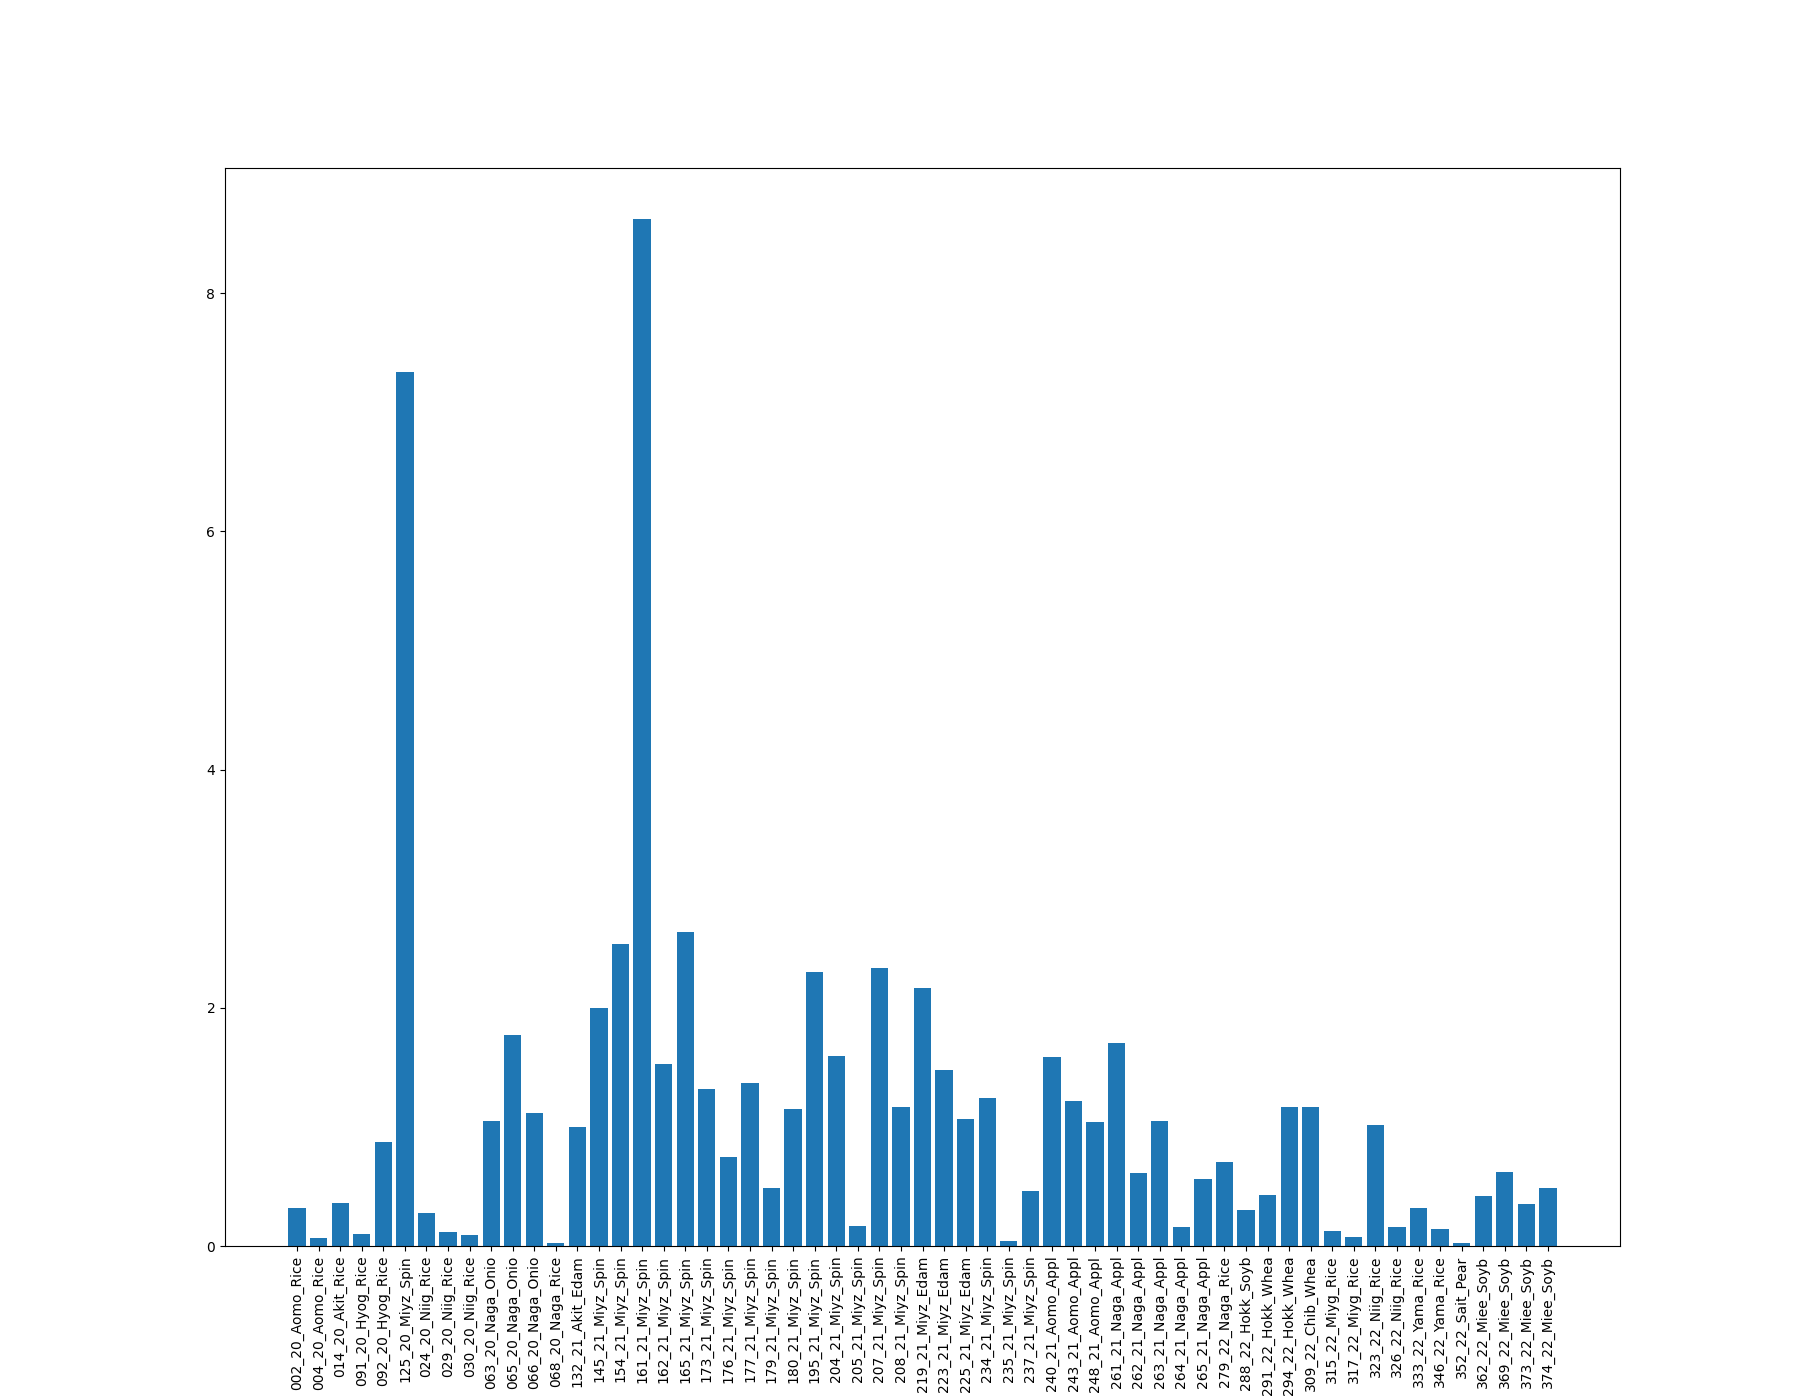 8
6
4
2
0
002_20_Aomo_Rice
004_20_Aomo_Rice
014_20_Akit_Rice
091_20_Hyog_Rice
092_20_Hyog_Rice
125_20_Miyz_Spin
024_20_Niig_Rice
029_20_Niig_Rice
030_20_Niig_Rice
063_20_Naga_Onio
065_20_Naga_Onio
066_20_Naga_Onio
068_20_Naga_Rice
132_21_Akit_Edam
145_21_Miyz_Spin
154_21_Miyz_Spin
161_21_Miyz_Spin
162_21_Miyz_Spin
165_21_Miyz_Spin
173_21_Miyz_Spin
176_21_Miyz_Spin
177_21_Miyz_Spin
179_21_Miyz_Spin
180_21_Miyz_Spin
195_21_Miyz_Spin
204_21_Miyz_Spin
205_21_Miyz_Spin
207_21_Miyz_Spin
208_21_Miyz_Spin
219_21_Miyz_Edam
223_21_Miyz_Edam
225_21_Miyz_Edam
234_21_Miyz_Spin
235_21_Miyz_Spin
237_21_Miyz_Spin
240_21_Aomo_Appl
243_21_Aomo_Appl
248_21_Aomo_Appl
261_21_Naga_Appl
262_21_Naga_Appl
263_21_Naga_Appl
264_21_Naga_Appl
265_21_Naga_Appl
279_22_Naga_Rice
288_22_Hokk_Soyb
291_22_Hokk_Whea
294_22_Hokk_Whea
309_22_Chib_Whea
315_22_Miyg_Rice
317_22_Miyg_Rice
323_22_Niig_Rice
326_22_Niig_Rice
333_22_Yama_Rice
346_22_Yama_Rice
352_22_Sait_Pear
362_22_Miee_Soyb
369_22_Miee_Soyb
373_22_Miee_Soyb
374_22_Miee_Soyb